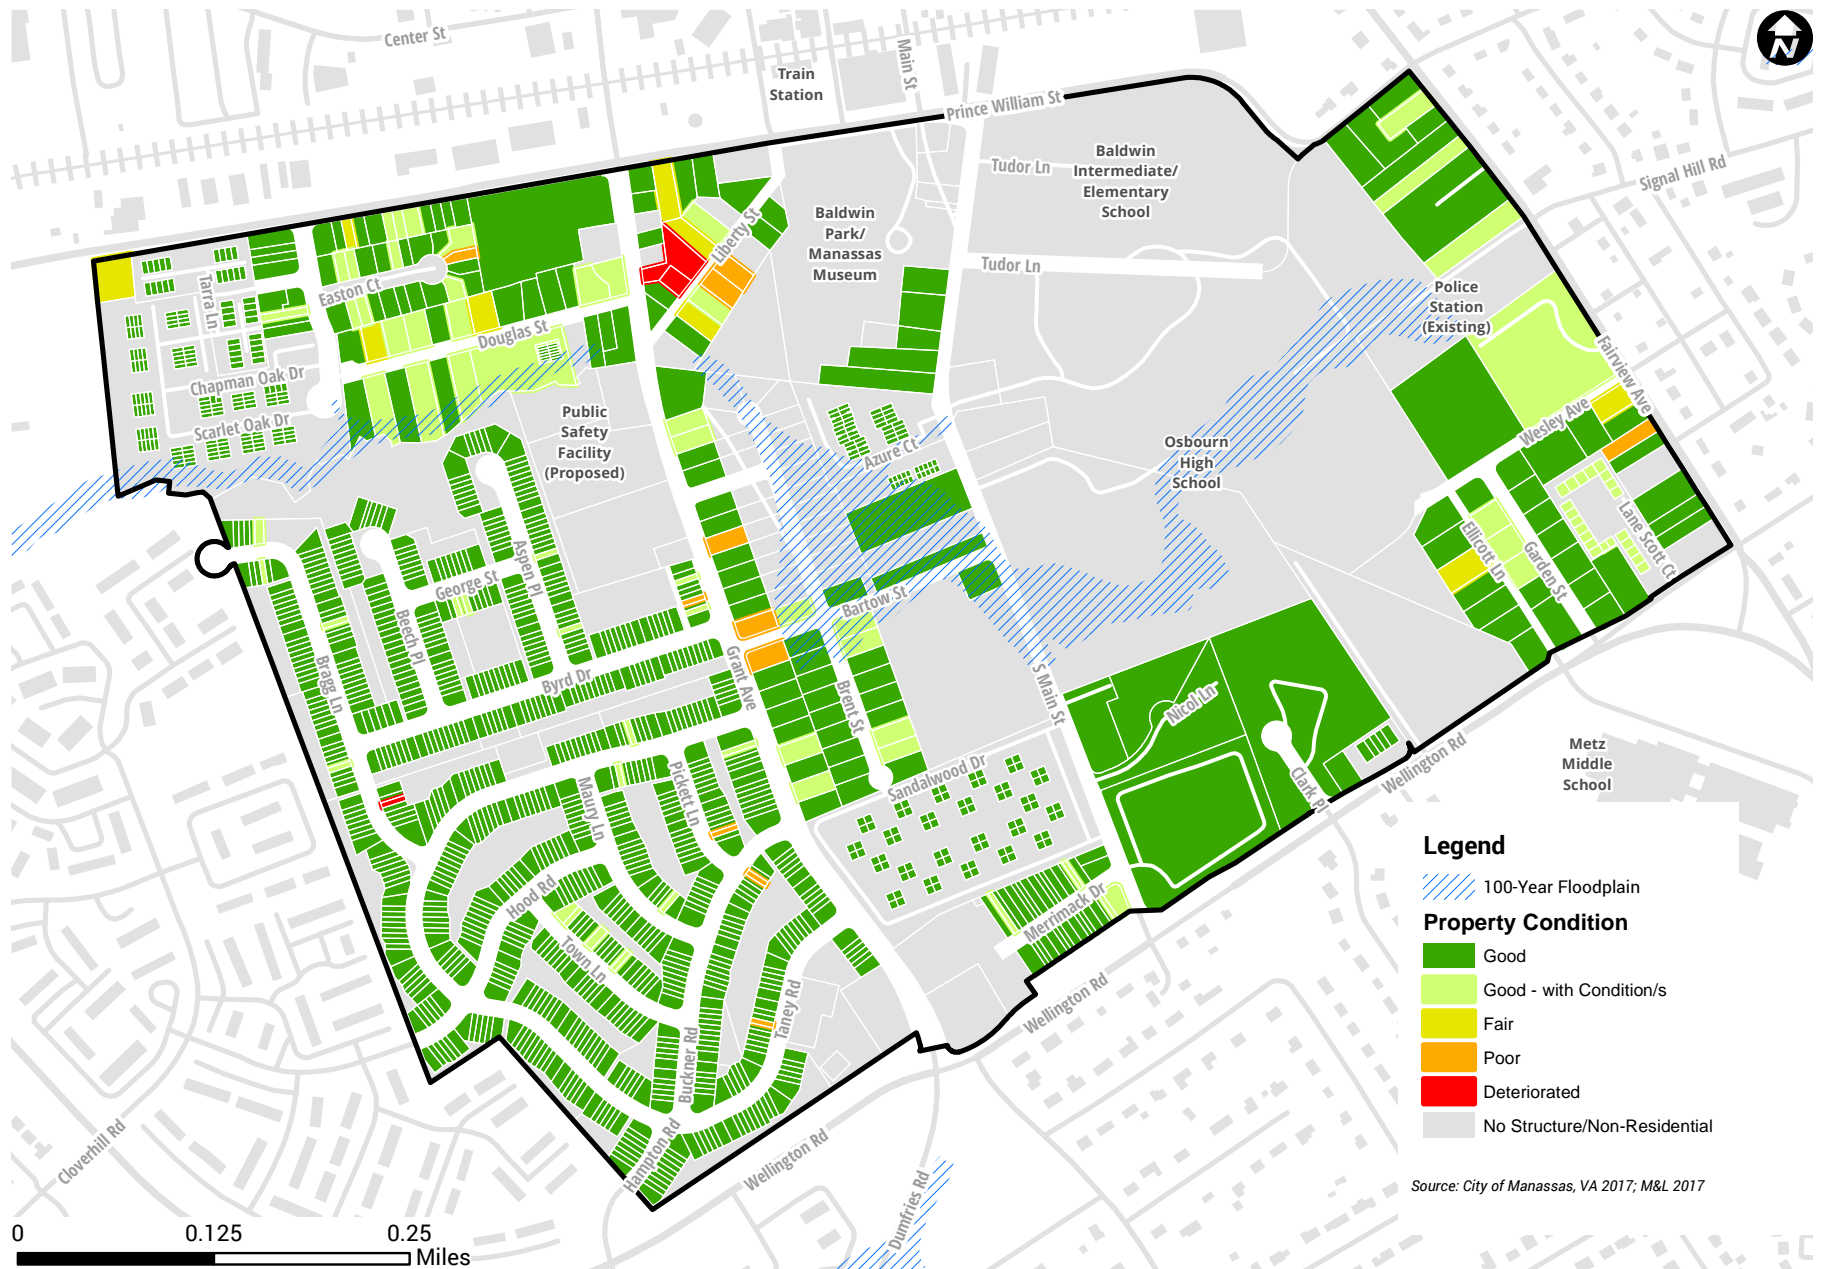 Center St
Train
Station
Main St
Prince William St
N
Tudor Ln
Baldwin
Intermediate/
Elementary
School
Signal Hill Rd
Baldwin
Park/
Manassas
Museum
Liberty St
Tudor Ln
Tarra Ln
Easton Ct
Douglas St
Police
Station
(Existing)
Fairview Ave
Chapman Oak Dr
Scarlet Oak Dr
Public
Safety
Facility
(Proposed)
Azure Ct
Osbourn
High
School
Wesley Ave
Lane Scott Ct
Ellicott Ln
Garden St
Aspen Pl
George St
Beech Pl
Bartow St
Bragg Ln
Byrd Dr
Grant Ave
Brent St
S Main St
Nicol Ln
Sandalwood Dr
Clark Pl
Wellington Rd
Metz
Middle
School
Pickett Ln
Maury Ln
Hood Rd
Town Ln
Merrimack Dr
Wellington Rd
Taney Rd
Buckner Rd
Hampton Rd
Wellington Rd
Cloverhill Rd
Dumfries Rd
Legend
100-Year Floodplain
Property Condition
Good
Good - with Condition/s
Fair
Poor
Deteriorated
No Structure/Non-Residential
Source: City of Manassas, VA 2017; M&L 2017
0 0.125 0.25
Miles